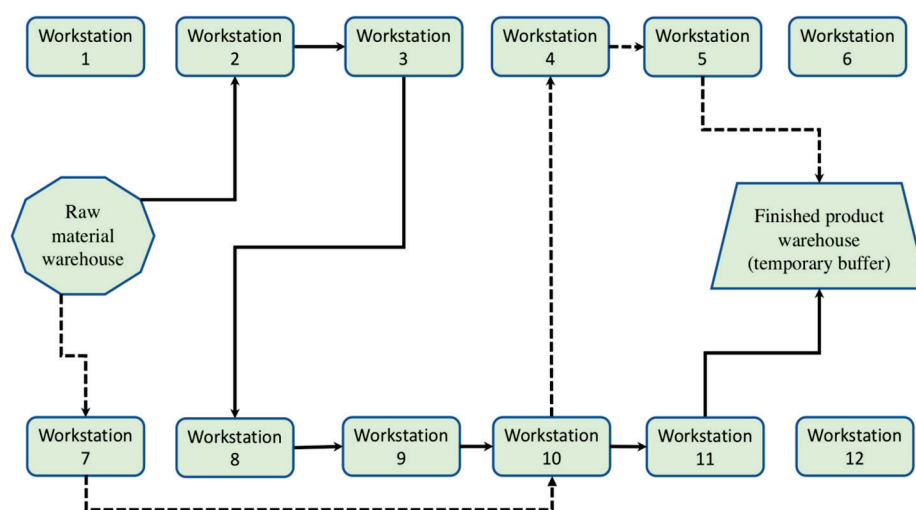 Workstation
1
Workstation
2
Workstation
3
Workstation
4
Workstation
5
Workstation
6
Raw
material
warehouse
Finished product
warehouse
(temporary buffer)
Workstation
7
Workstation
8
Workstation
9
Workstation
10
Workstation
11
Workstation
12